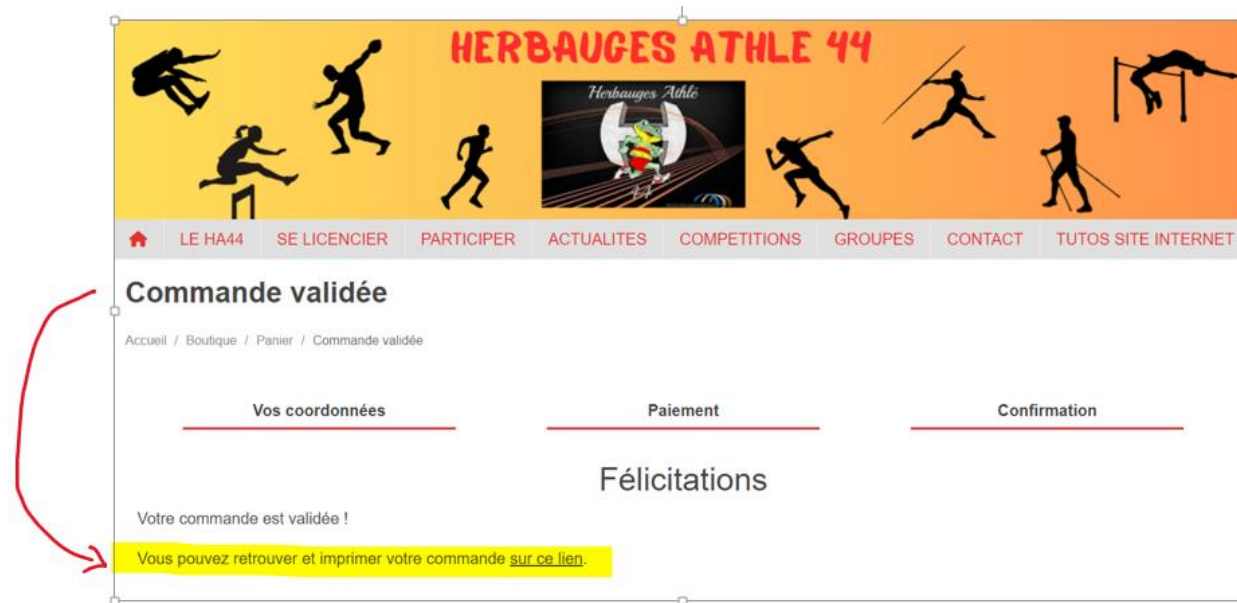 HERBAUGES ATHLE 44
Herbauges Athlé
44
LE HA44 SE LICENCIER PARTICIPER ACTUALITES COMPETITIONS GROUPES CONTACT TUTOS SITE INTERNET
Commande validée
Accueil / Boutique / Panier / Commande validée
Vos coordonnées Paiement Confirmation
Félicitations
Votre commande est validée !
Vous pouvez retrouver et imprimer votre commande sur ce lien.